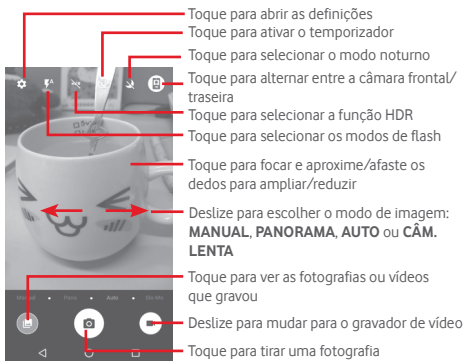 Toque para abrir as definições
Toque para ativar o temporizador
Toque para selecionar o modo noturno
Toque para alternar entre a câmara frontal/
traseira
Toque para selecionar a função HDR
Toque para selecionar os modos de flash
Toque para focar e aproxime/afaste os
dedos para ampliar/reduzir
Deslize para escolher o modo de imagem:
MANUAL, PANORAMA, AUTO ou CÂM.
LENTA
Toque para ver as fotografias ou vídeos
que gravou
Manual • Pano • Auto •
Deslize para mudar para o gravador de vídeo
Toque para tirar uma fotografia